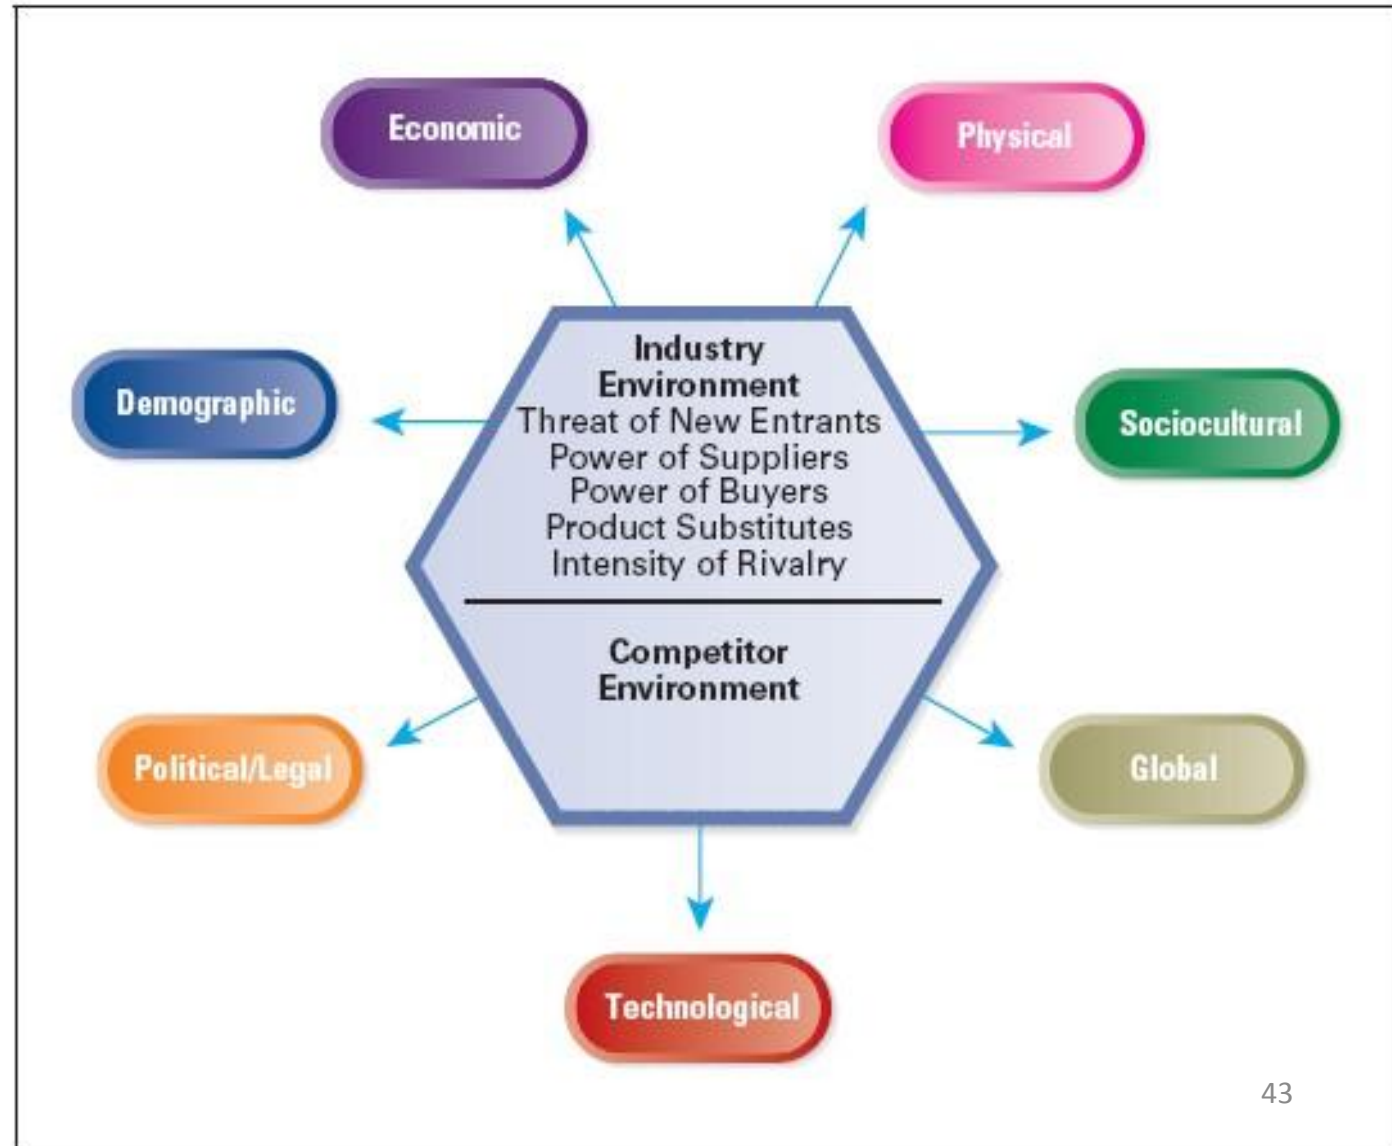 Economic
Physical
Industry
Environment
Threat of New Entrants
Power of Suppliers
Power of Buyers
Product Substitutes
Intensity of Rivalry
Competitor
Environment
Demographic
Sociocultural
Political/Legal
Global
Technological
43